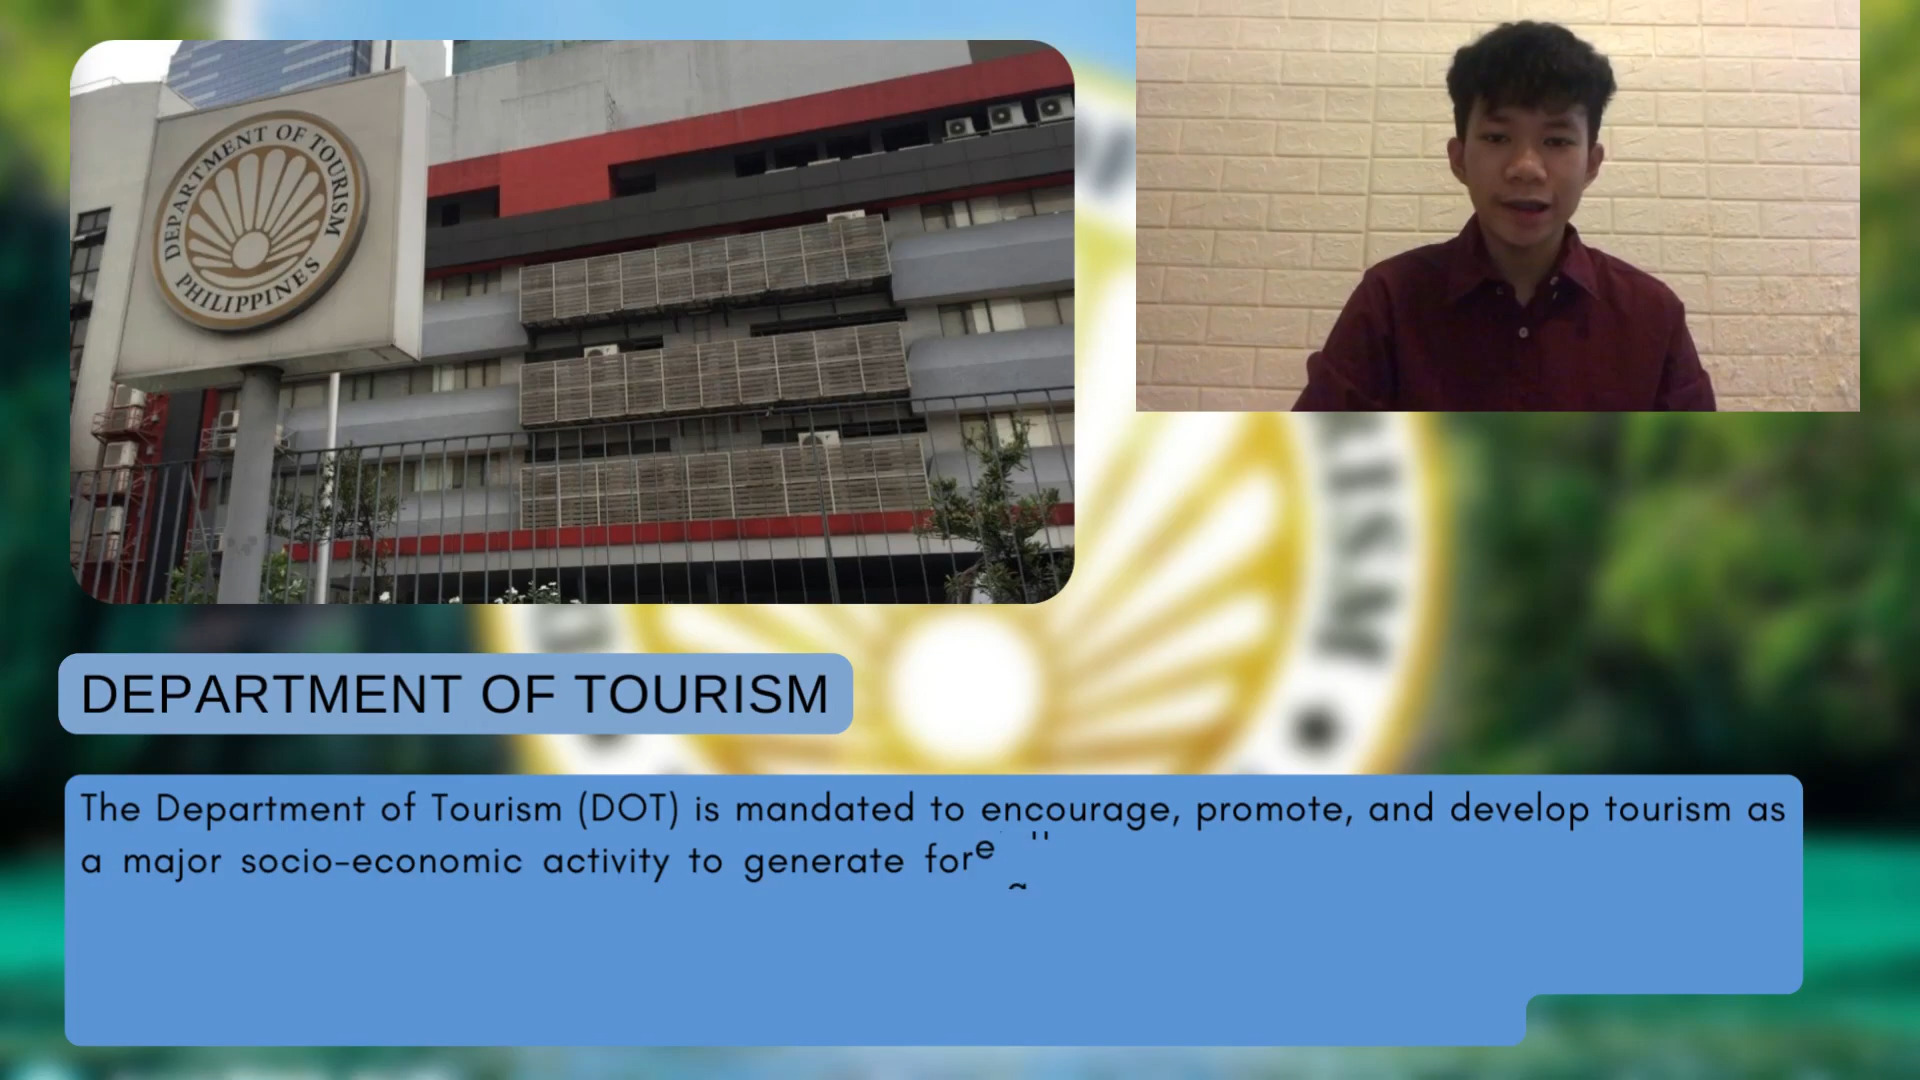 DEPARTMENT OF TOURISM
PHILIPPINES
DEPARTMENT OF TOURISM
The Department of Tourism (DOT) is mandated to encourage, promote, and develop tourism as
a major socio-economic activity to generate fore